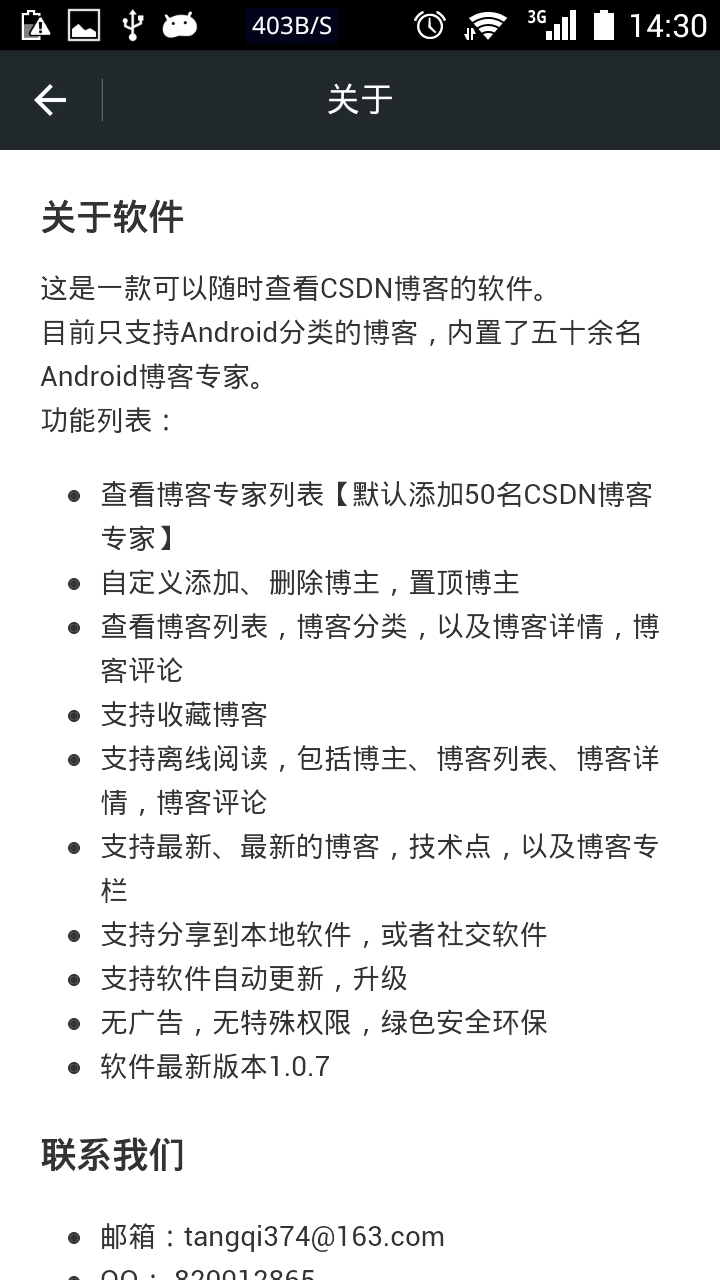 403B/S 3G 14:30
关于
关于软件
这是一款可以随时查看CSDN博客的软件。
目前只支持Android分类的博客，内置了五十余名
Android博客专家。
功能列表：
查看博客专家列表【默认添加50名CSDN博客
专家】
自定义添加、删除博主，置顶博主
查看博客列表，博客分类，以及博客详情，博
客评论
支持收藏博客
支持离线阅读，包括博主、博客列表、博客详
情，博客评论
支持最新、最新的博客，技术点，以及博客专
栏
支持分享到本地软件，或者社交软件
支持软件自动更新，升级
无广告，无特殊权限，绿色安全环保
软件最新版本1.0.7
联系我们
邮箱：tangqi374@163.com
QQ： 820012865